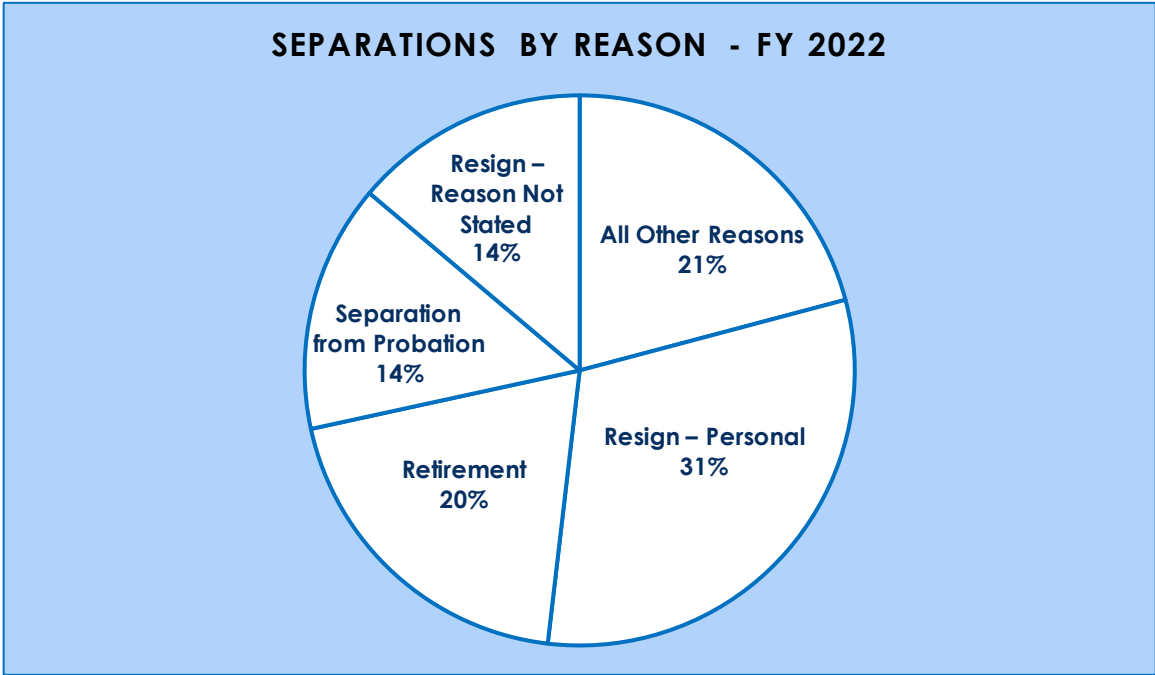 SEPARATIONS BY REASON - FY 2022
Resign –
Reason Not
Stated
14%
All Other Reasons
21%
Separation
from Probation
14%
Resign – Personal
31%
Retirement
20%